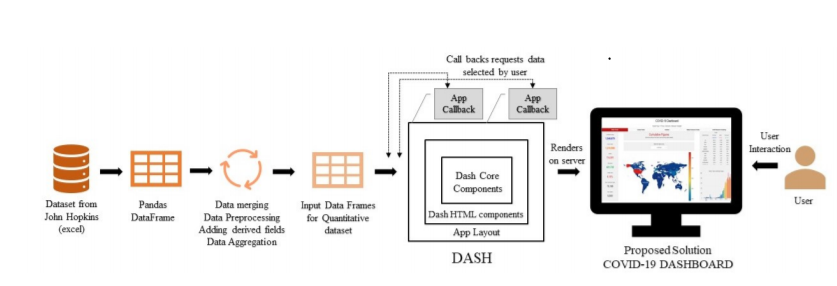 Call backs requests data
selected by user
App
Callback
App
Callback
Dataset from
John Hopkins
(excel)
Pandas
DataFrame
Data merging
Data Preprocessing
Adding derived fields
Data Aggregation
Input Data Frames
for Quantitative
dataset
Dash Core
Components
Dash HTML components
App Layout
DASH
Renders
on server
User
Interaction
User
Proposed Solution
COVID-19 DASHBOARD